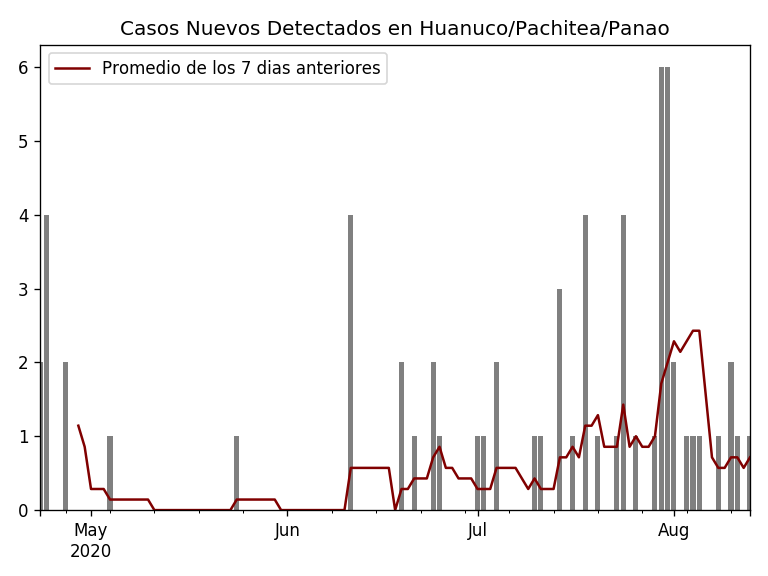 Casos Nuevos Detectados en Huanuco/Pachitea/Panao
Promedio de los 7 dias anteriores
6
5
4
3
2
1
0
May
2020
Jun
Jul
Aug